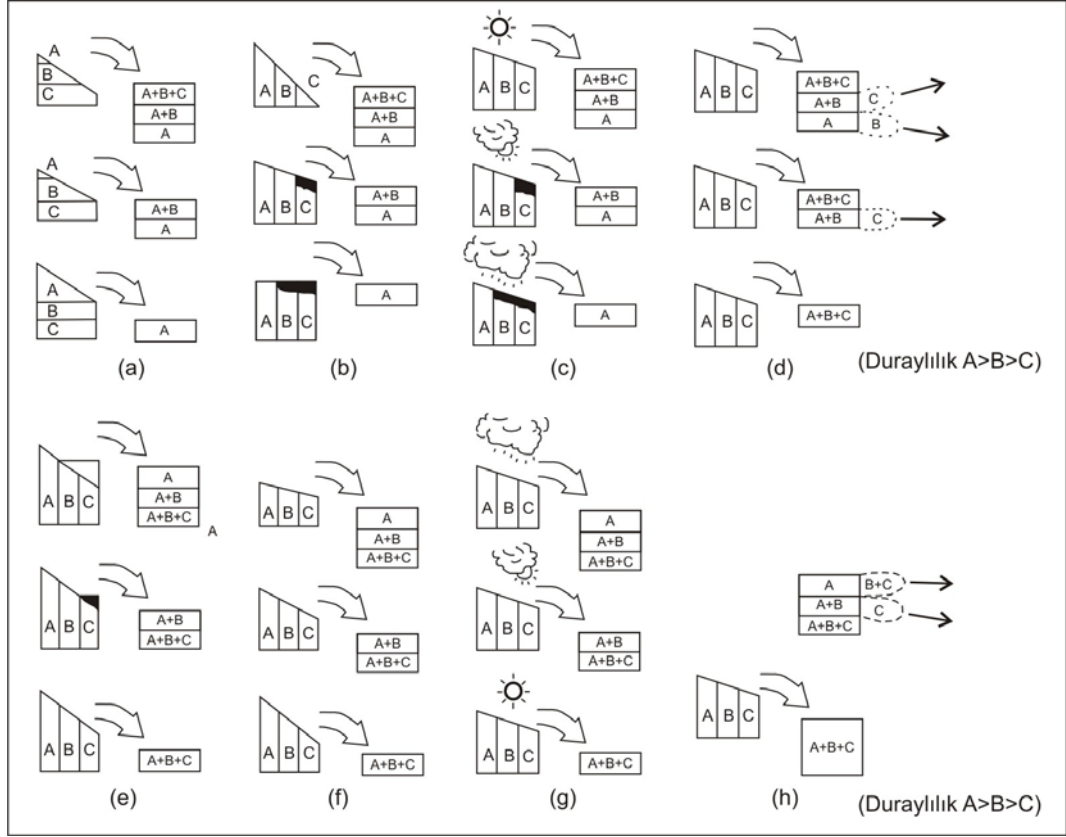 A
B
C
A+B+C
A+B
A
A
B
C
A+B
A
A
B
C
A
(a)
A B C
A+B+C
A+B
A
A B C
A+B
A
A B C
A
(b)
A B C
A+B+C
A+B
A
A B C
A+B
A
A B C
A
(c)
A B C
A+B+C
A+B C
A B
A B C
A+B+C
A+B C
A B C
A+B+C
(d)
(Duraylılık A>B>C)
A B C
A
A+B
A+B+C
A
A B C
A+B
A+B+C
A B C
A+B+C
(e)
A B C
A
A+B
A+B+C
A B C
A+B
A+B+C
A B C
A+B+C
(f)
A B C
A
A+B
A+B+C
A B C
A+B
A+B+C
A B C
A+B+C
(g)
A B+C
A+B C
A+B+C
A B C
A+B+C
(h)
(Duraylılık A>B>C)